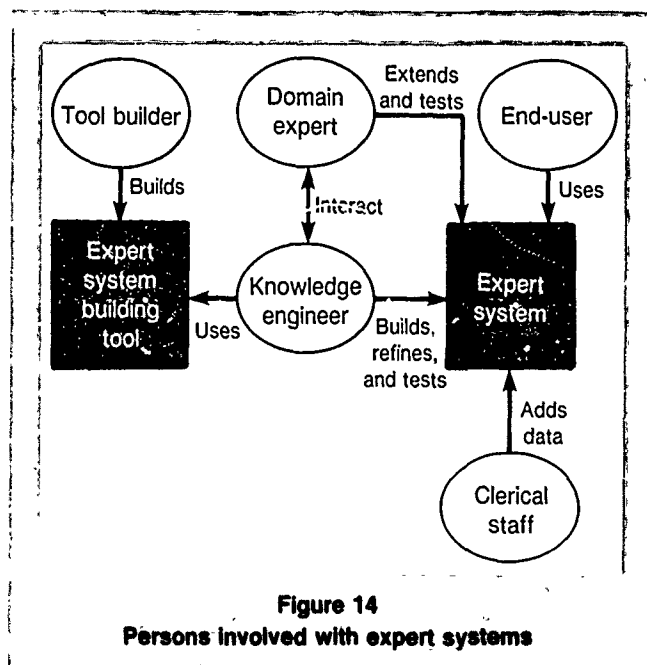 Tool builder
Domain
expert
Extends
and tests
End-user
Builds
Interact
Uses
Expert
system
building
tool
Uses
Knowledge
engineer
Builds,
refines,
and tests
Expert
system
Adds
data
Clerical
staff
Figure 14
Persons involved with expert systems